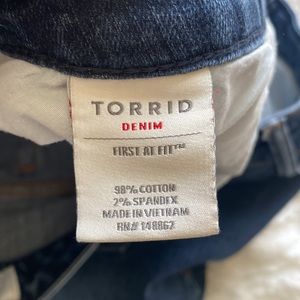 TORRID
DENIM
FIRST AT FIT™
98% COTTON
2% SPANDEX
MADE IN VIETNAM
RN# 148862